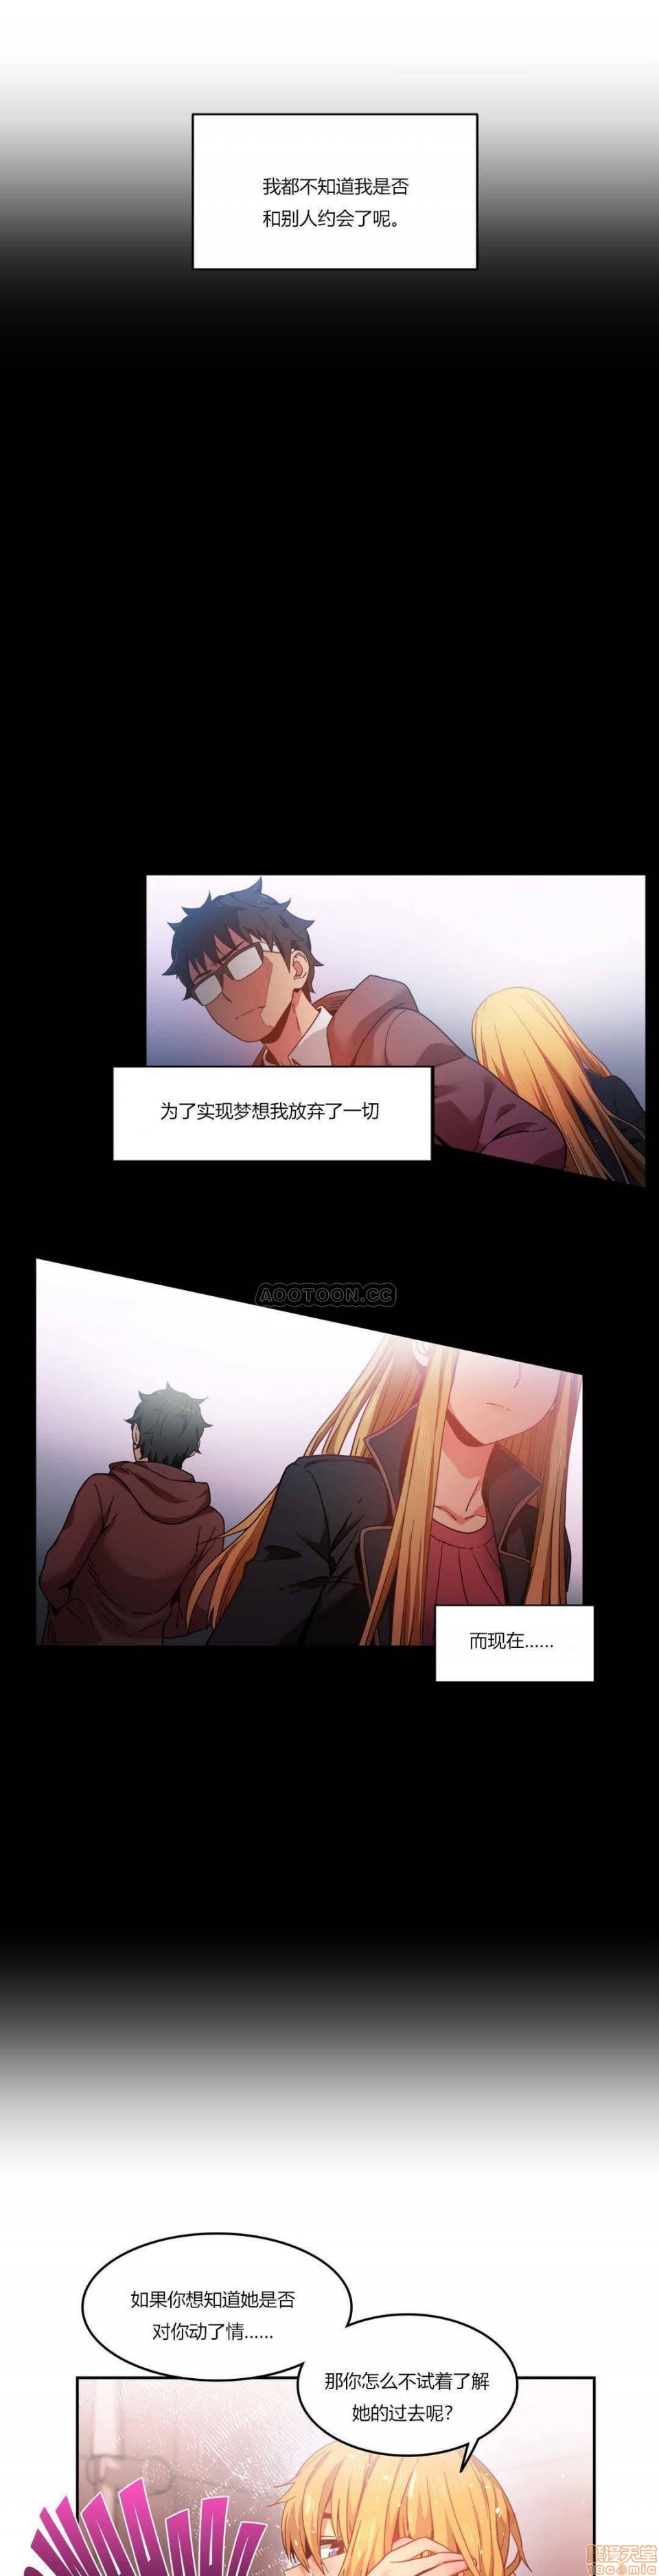 我都不知道我是否
和别人约会了呢。
为了实现梦想我放弃了一切
AOOTOON.CC
而现在......
如果你想知道她是否
对你动了情......
那你怎么不试着了解
她的过去呢?
漫天堂